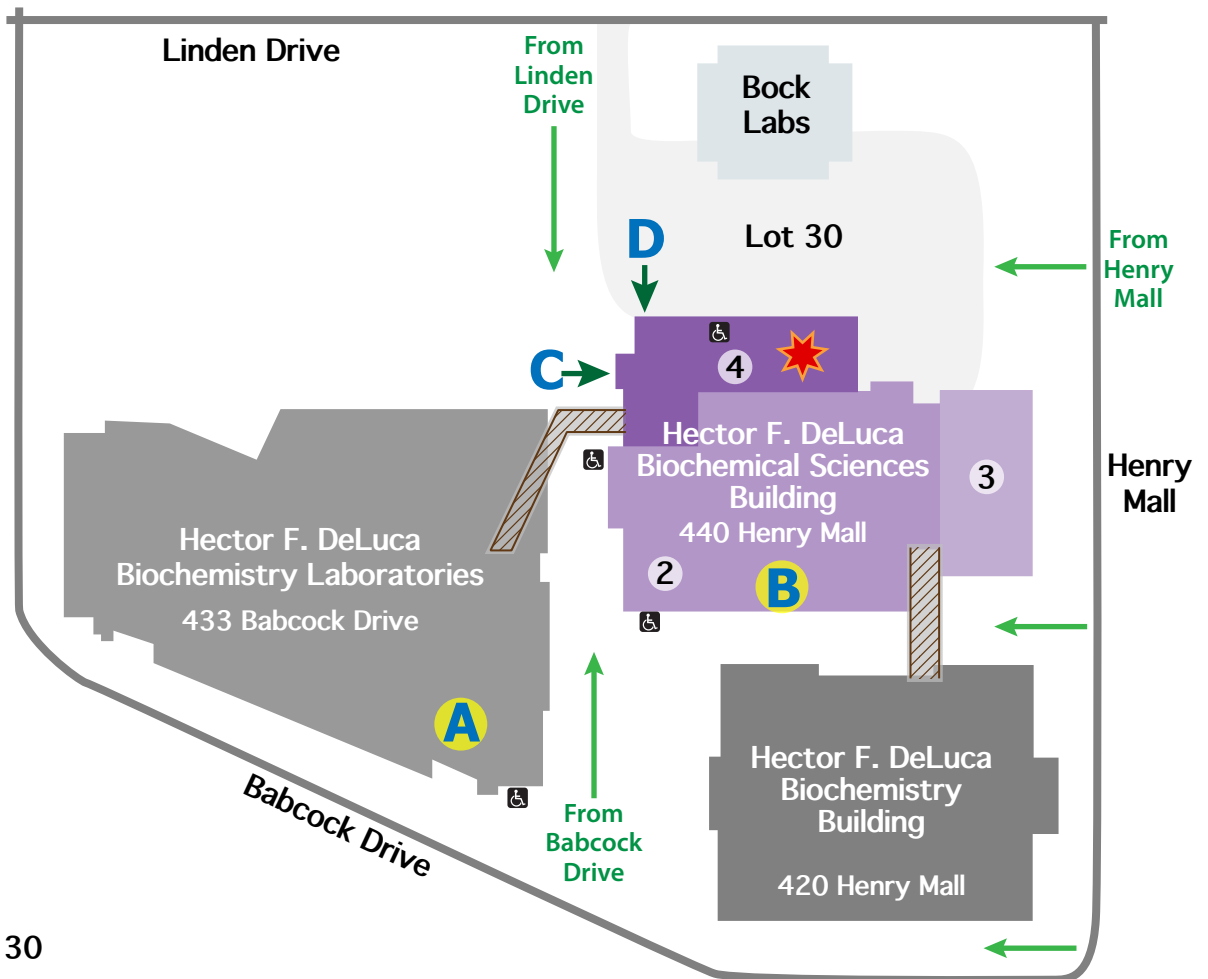 Linden Drive
From
Linden
Drive
Bock
Labs
D
Lot 30
From
Henry
Mall
C
4
Hector F. DeLuca
Biochemical Sciences
Building
440 Henry Mall
3
Henry
Mall
2
B
Hector F. DeLuca
Biochemistry Laboratories
433 Babcock Drive
A
Babcock Drive
From
Babcock
Drive
Hector F. DeLuca
Biochemistry
Building
420 Henry Mall
30